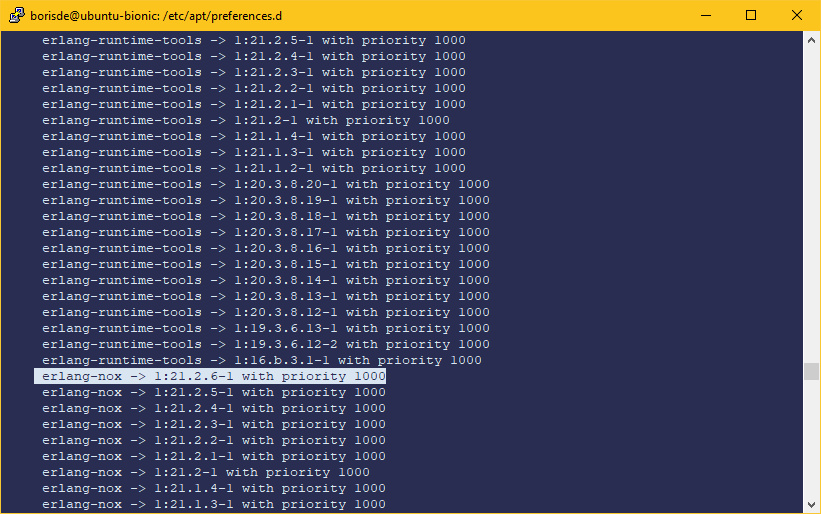 borisde@ubuntu-bionic: /etc/apt/preferences.d
erlang-runtime-tools -> 1:21.2.5-1 with priority 1000
erlang-runtime-tools -> 1:21.2.4-1 with priority 1000
erlang-runtime-tools -> 1:21.2.3-1 with priority 1000
erlang-runtime-tools -> 1:21.2.2-1 with priority 1000
erlang-runtime-tools -> 1:21.2.1-1 with priority 1000
erlang-runtime-tools -> 1:21.2-1 with priority 1000
erlang-runtime-tools -> 1:21.1.4-1 with priority 1000
erlang-runtime-tools -> 1:21.1.3-1 with priority 1000
erlang-runtime-tools -> 1:21.1.2-1 with priority 1000
erlang-runtime-tools -> 1:20.3.8.20-1 with priority 1000
erlang-runtime-tools -> 1:20.3.8.19-1 with priority 1000
erlang-runtime-tools -> 1:20.3.8.18-1 with priority 1000
erlang-runtime-tools -> 1:20.3.8.17-1 with priority 1000
erlang-runtime-tools -> 1:20.3.8.16-1 with priority 1000
erlang-runtime-tools -> 1:20.3.8.15-1 with priority 1000
erlang-runtime-tools -> 1:20.3.8.14-1 with priority 1000
erlang-runtime-tools -> 1:20.3.8.13-1 with priority 1000
erlang-runtime-tools -> 1:20.3.8.12-1 with priority 1000
erlang-runtime-tools -> 1:19.3.6.13-1 with priority 1000
erlang-runtime-tools -> 1:19.3.6.12-2 with priority 1000
erlang-runtime-tools -> 1:16.b.3.1-1 with priority 1000
erlang-nox -> 1:21.2.6-1 with priority 1000
erlang-nox -> 1:21.2.5-1 with priority 1000
erlang-nox -> 1:21.2.4-1 with priority 1000
erlang-nox -> 1:21.2.3-1 with priority 1000
erlang-nox -> 1:21.2.2-1 with priority 1000
erlang-nox -> 1:21.2.1-1 with priority 1000
erlang-nox -> 1:21.2-1 with priority 1000
erlang-nox -> 1:21.1.4-1 with priority 1000
erlang-nox -> 1:21.1.3-1 with priority 1000